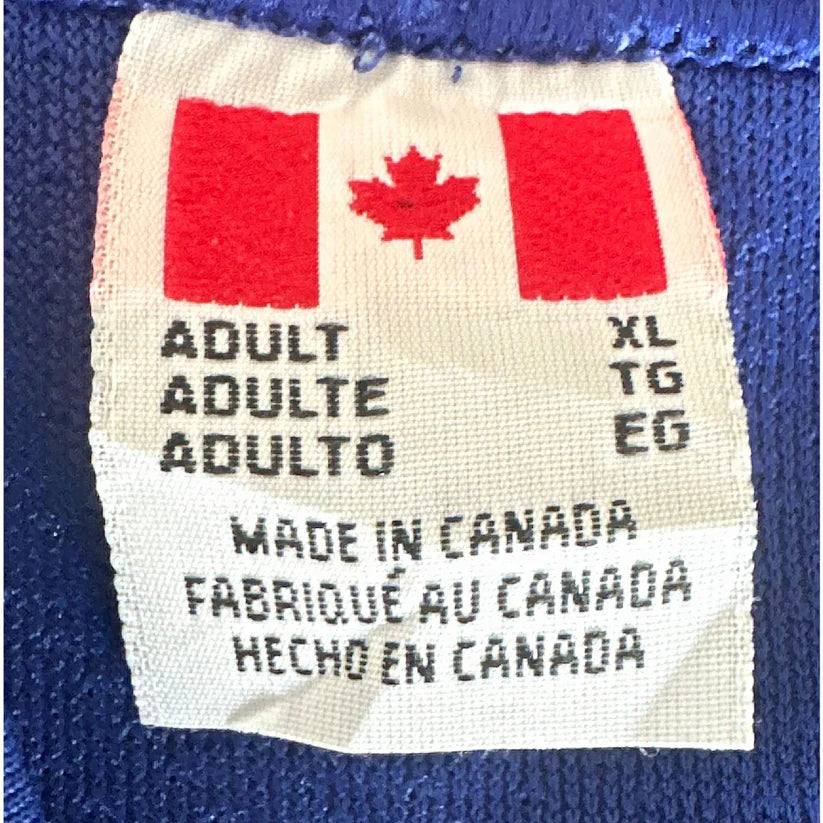 ADULT XL
ADULTE TG
ADULTO EG
MADE IN CANADA
FABRIQUÉ AU CANADA
HECHO EN CANADA